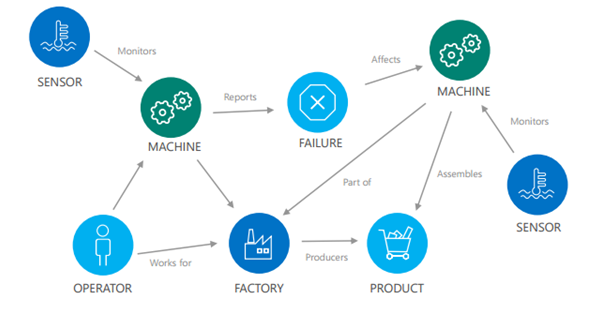 Monitors
SENSOR
Affects
MACHINE
Reports
MACHINE
FAILURE
Monitors
Part of
Assembles
SENSOR
Works for
Producers
OPERATOR
FACTORY
PRODUCT